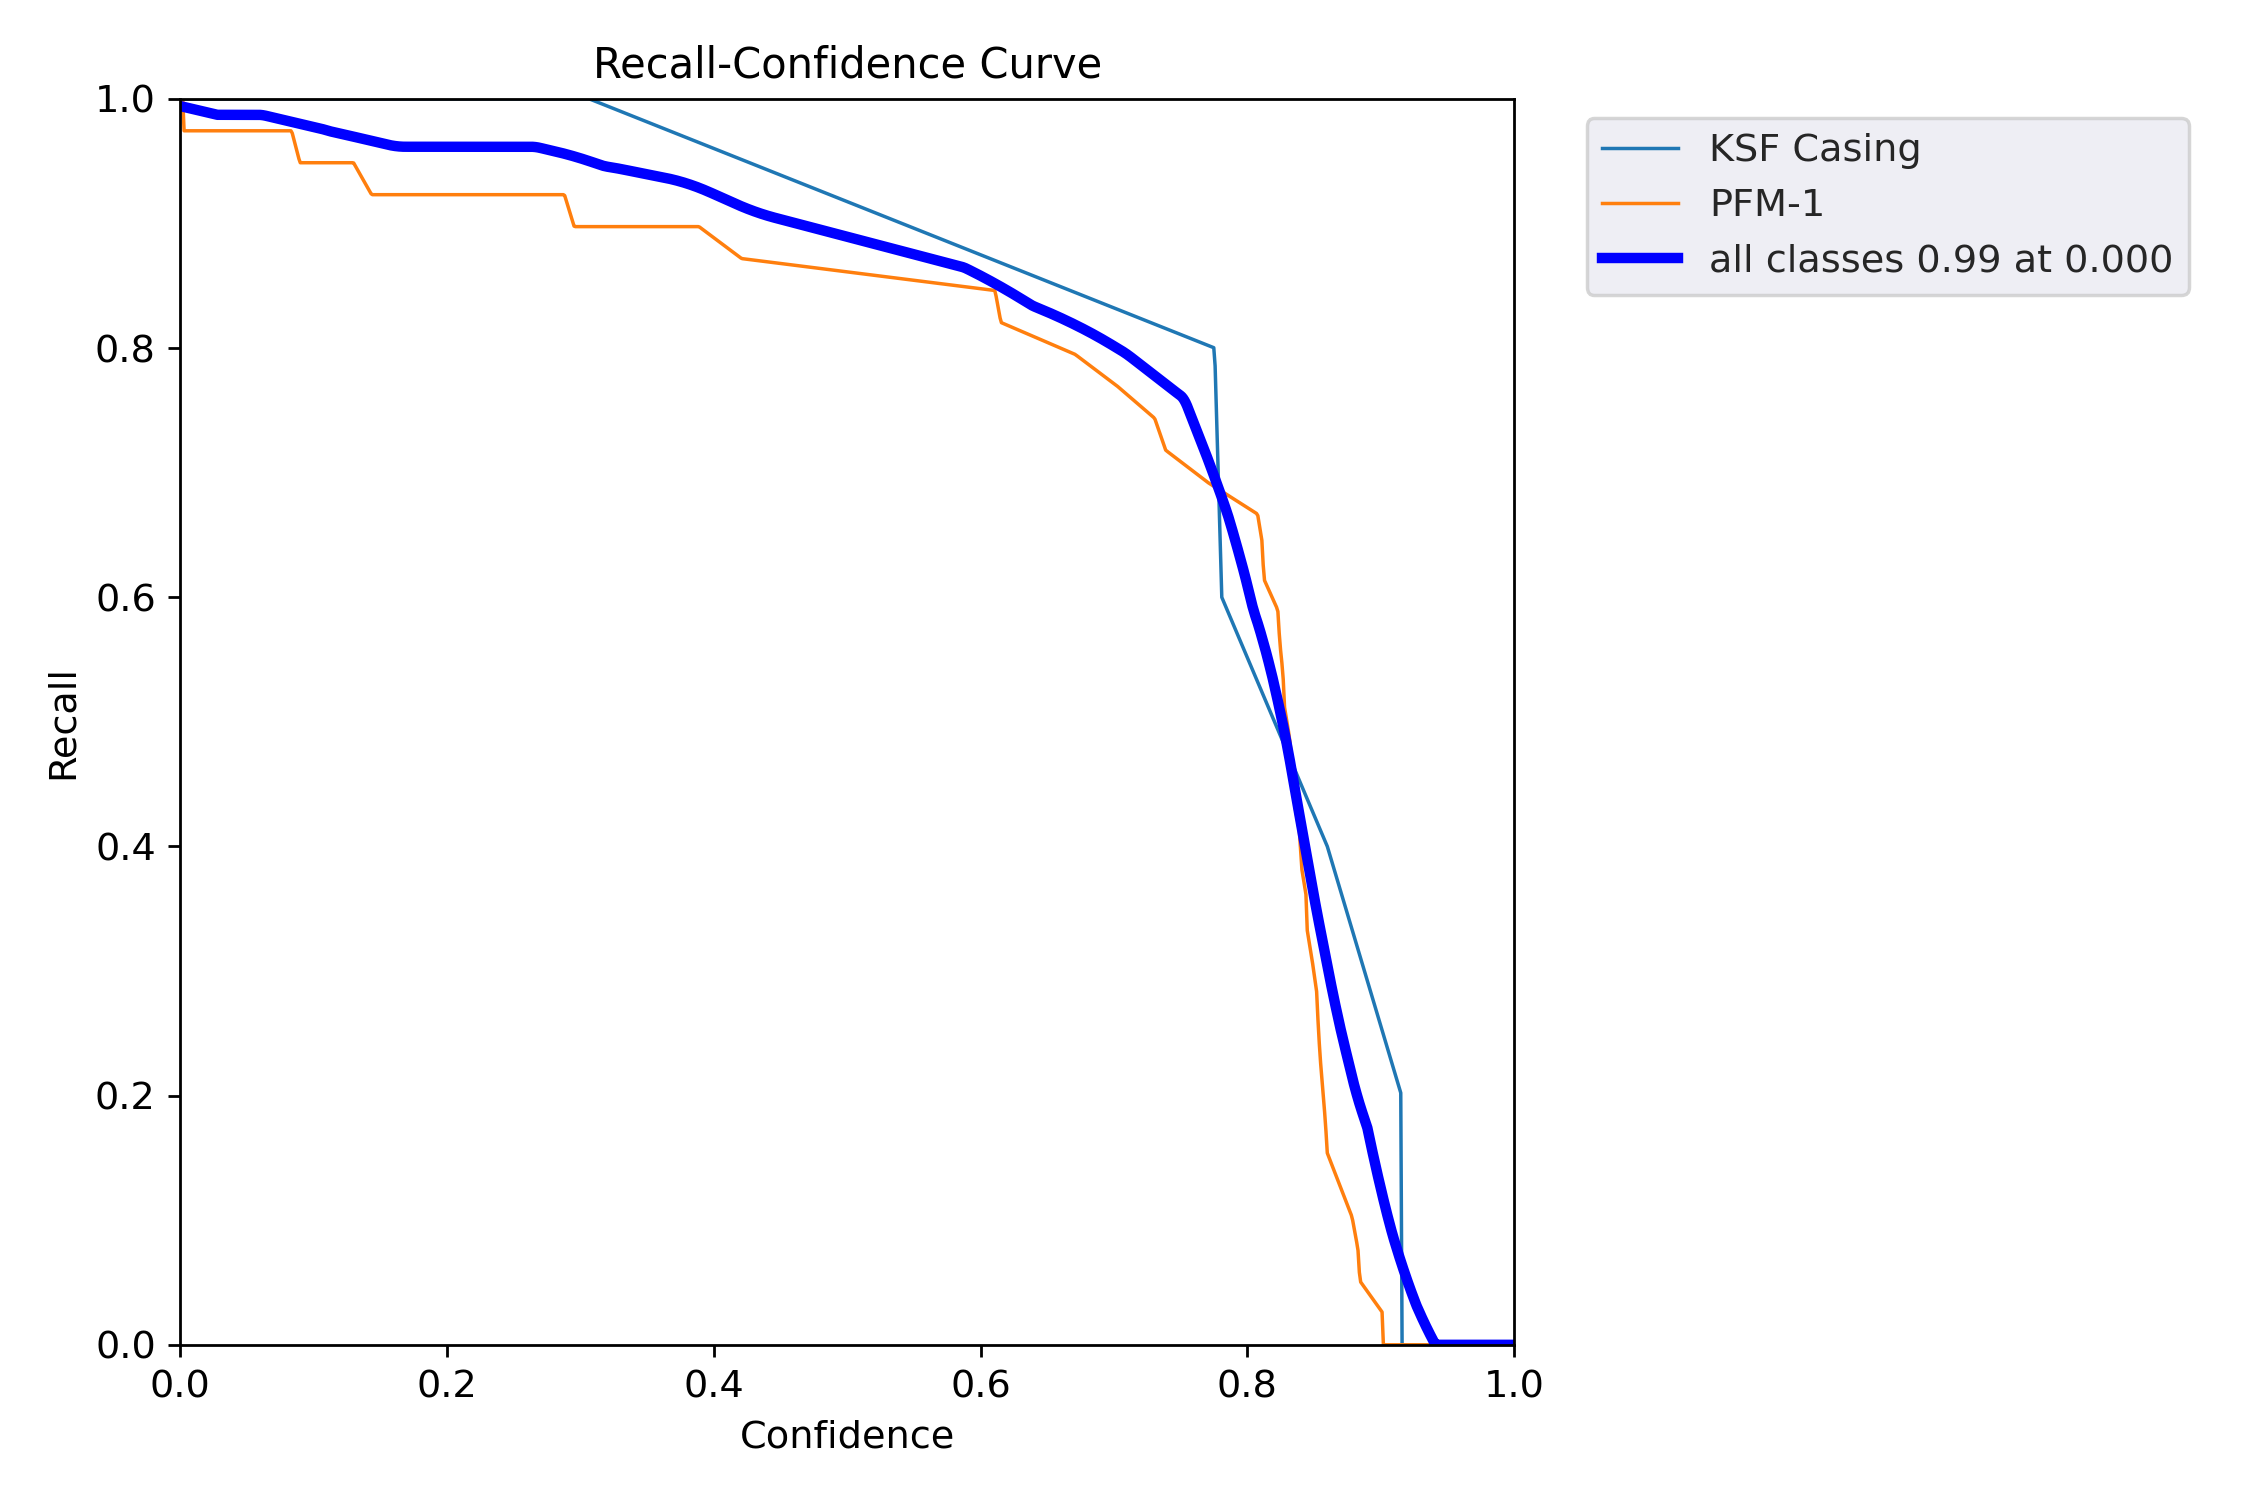 Recall-Confidence Curve
KSF Casing
PFM-1
all classes 0.99 at 0.000
Recall
1.0
0.8
0.6
0.4
0.2
0.0
0.0 0.2 0.4 0.6 0.8 1.0
Confidence